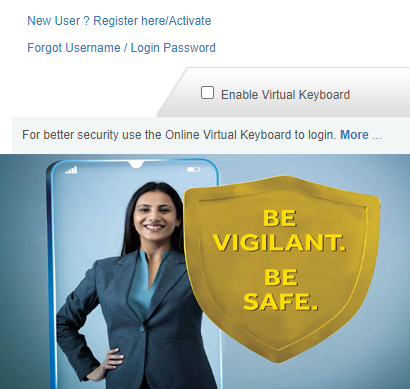 New User ? Register here/Activate
Forgot Username / Login Password
Enable Virtual Keyboard
For better security use the Online Virtual Keyboard to login. More ...
BE
VIGILANT.
BE
SAFE.